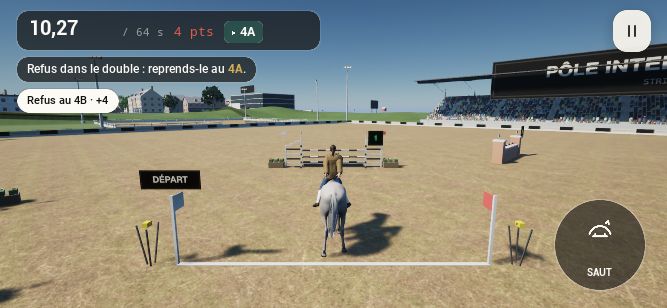 10,27 / 64 s 4 pts ▸ 4A
Refus dans le double : reprends-le au 4A.
Refus au 4B · +4
PÔLE INTER
STR
DÉPART
SAUT